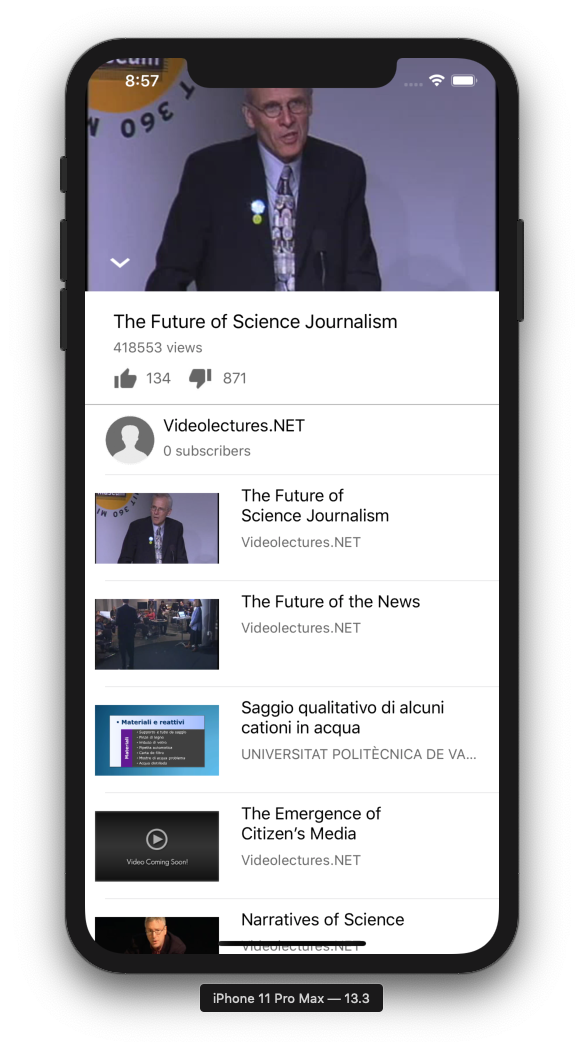 8:57
The Future of Science Journalism
418553 views
134 871
Videolectures.NET
0 subscribers
The Future of
Science Journalism
Videolectures.NET
The Future of the News
Videolectures.NET
• Materiali e reattivi
Materiali
Saggio qualitativo di alcuni
cationi in acqua
UNIVERSITAT POLITÈCNICA DE VA...
Video Coming Soon!
The Emergence of
Citizen’s Media
Videolectures.NET
Narratives of Science
Videolectures.NET
iPhone 11 Pro Max — 13.3